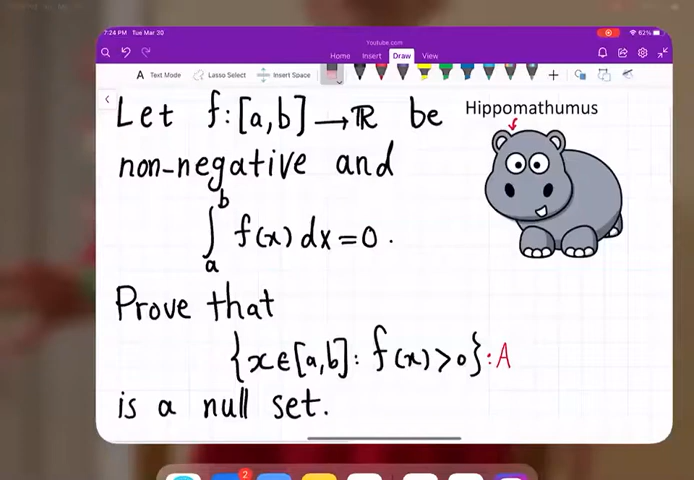 7:24 PM Tue Mar 30
62%
Youtube.com
Home Insert Draw View
Text Mode Lasso Select Insert Space
Let f:[a,b]→ℝ be
Hippomathumus
non-negative and
∫ₐᵇ f(x) dx = 0.
Prove that
{x∈[a,b]: f(x)>0}:A
is a null set.
2